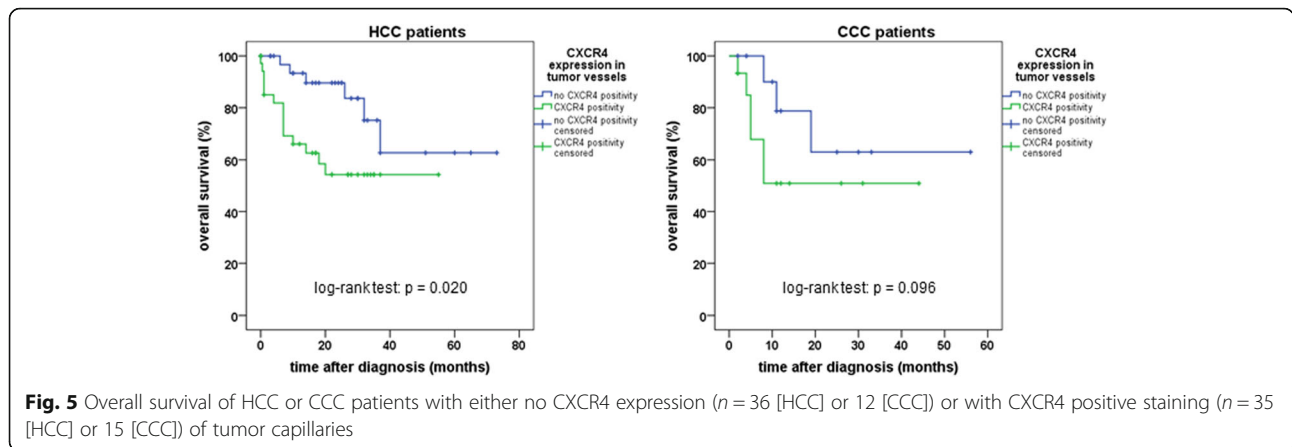 HCC patients
100
80
60
40
20
0
overall survival (%)
0 20 40 60 80
time after diagnosis (months)
log-rank test: p = 0.020
CXCR4
expression in
tumor vessels
no CXCR4 positivity
CXCR4 positivity
no CXCR4 positivity
censored
CXCR4 positivity
censored
CCC patients
100
80
60
40
20
0
overall survival (%)
0 10 20 30 40 50 60
time after diagnosis (months)
log-rank test: p = 0.096
CXCR4
expression in
tumor vessels
no CXCR4 positivity
CXCR4 positivity
no CXCR4 positivity
censored
CXCR4 positivity
censored
Fig. 5 Overall survival of HCC or CCC patients with either no CXCR4 expression (n = 36 [HCC] or 12 [CCC]) or with CXCR4 positive staining (n = 35
[HCC] or 15 [CCC]) of tumor capillaries